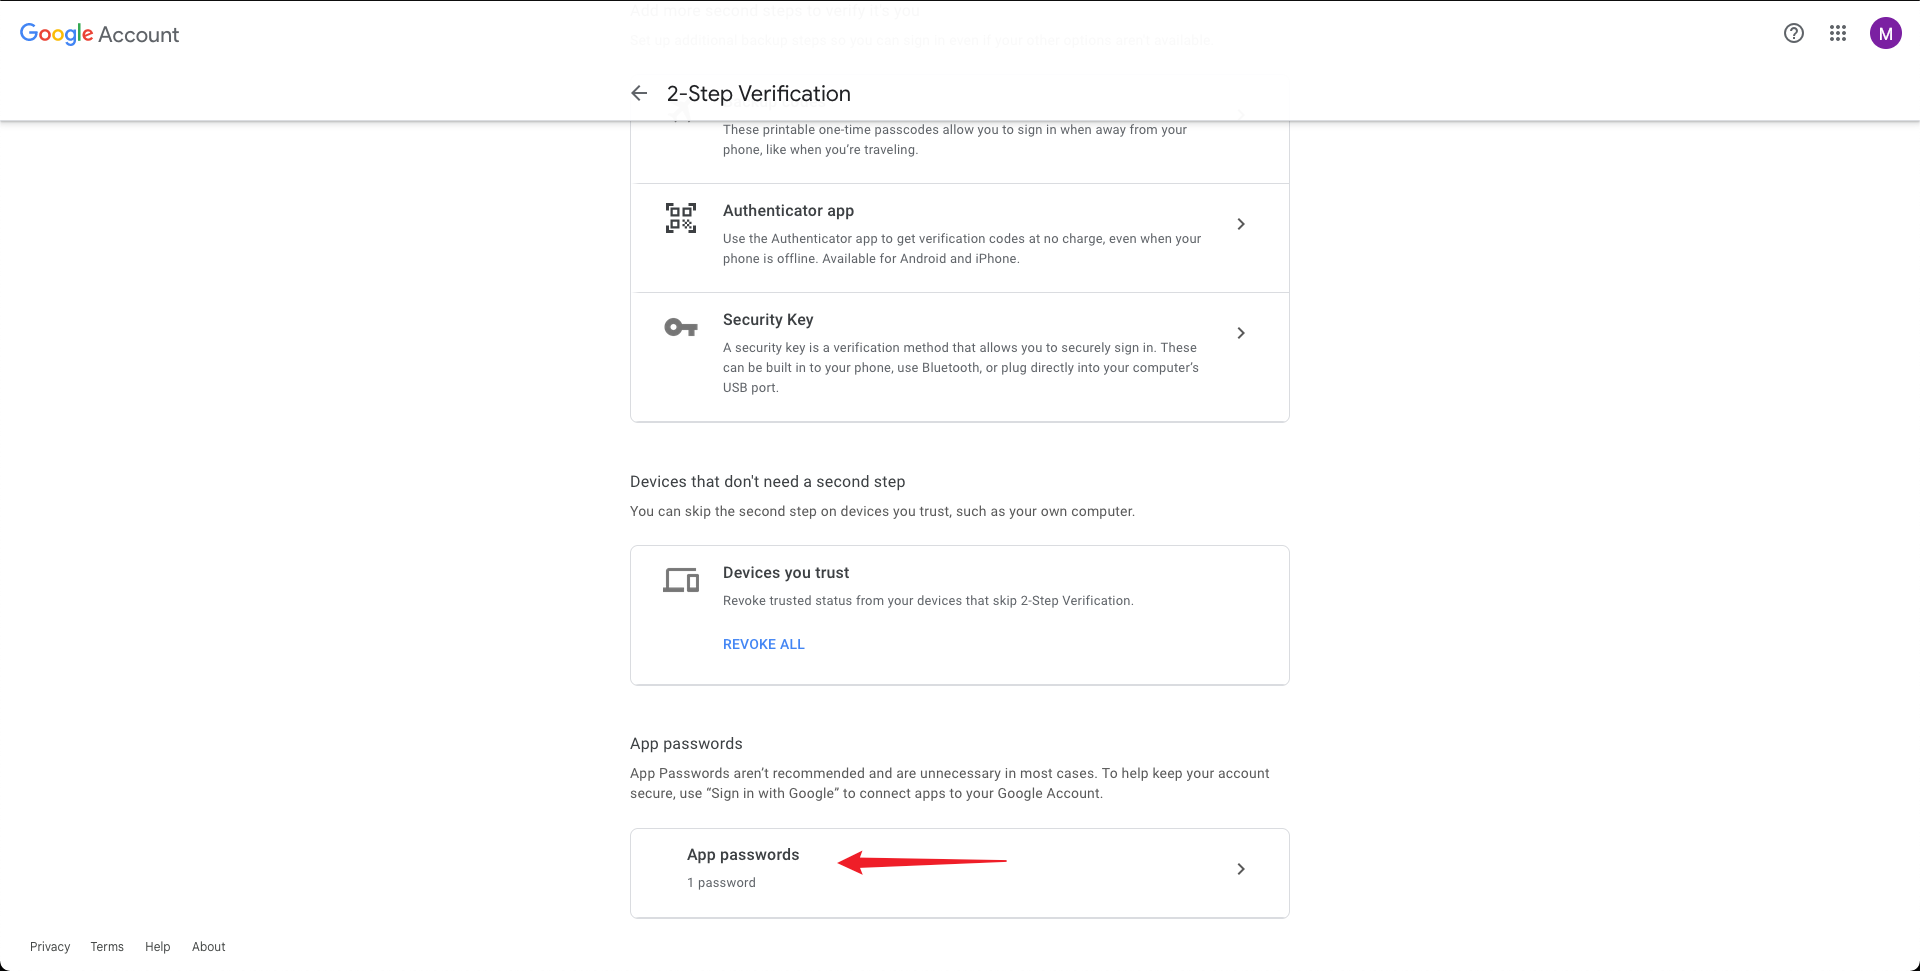 Add more second steps to verify it's you
Set up additional backup steps so you can sign in even if your other options aren't available.
Google Account
M
2-Step Verification
These printable one-time passcodes allow you to sign in when away from your
phone, like when you’re traveling.
Authenticator app
Use the Authenticator app to get verification codes at no charge, even when your
phone is offline. Available for Android and iPhone.
Security Key
A security key is a verification method that allows you to securely sign in. These
can be built in to your phone, use Bluetooth, or plug directly into your computer’s
USB port.
Devices that don't need a second step
You can skip the second step on devices you trust, such as your own computer.
Devices you trust
Revoke trusted status from your devices that skip 2-Step Verification.
REVOKE ALL
App passwords
App Passwords aren’t recommended and are unnecessary in most cases. To help keep your account
secure, use “Sign in with Google” to connect apps to your Google Account.
App passwords
1 password
Privacy Terms Help About